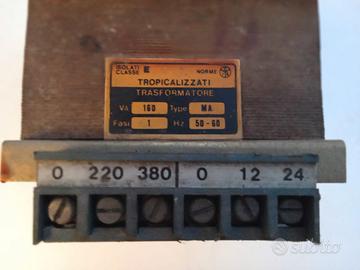 ISOLATI CLASSE E NORME
TROPICALIZZATI
TRASFORMATORE
VA 160 Type MA
Fasi 1 Hz 50-60
0 220 380 0 12 24
subito